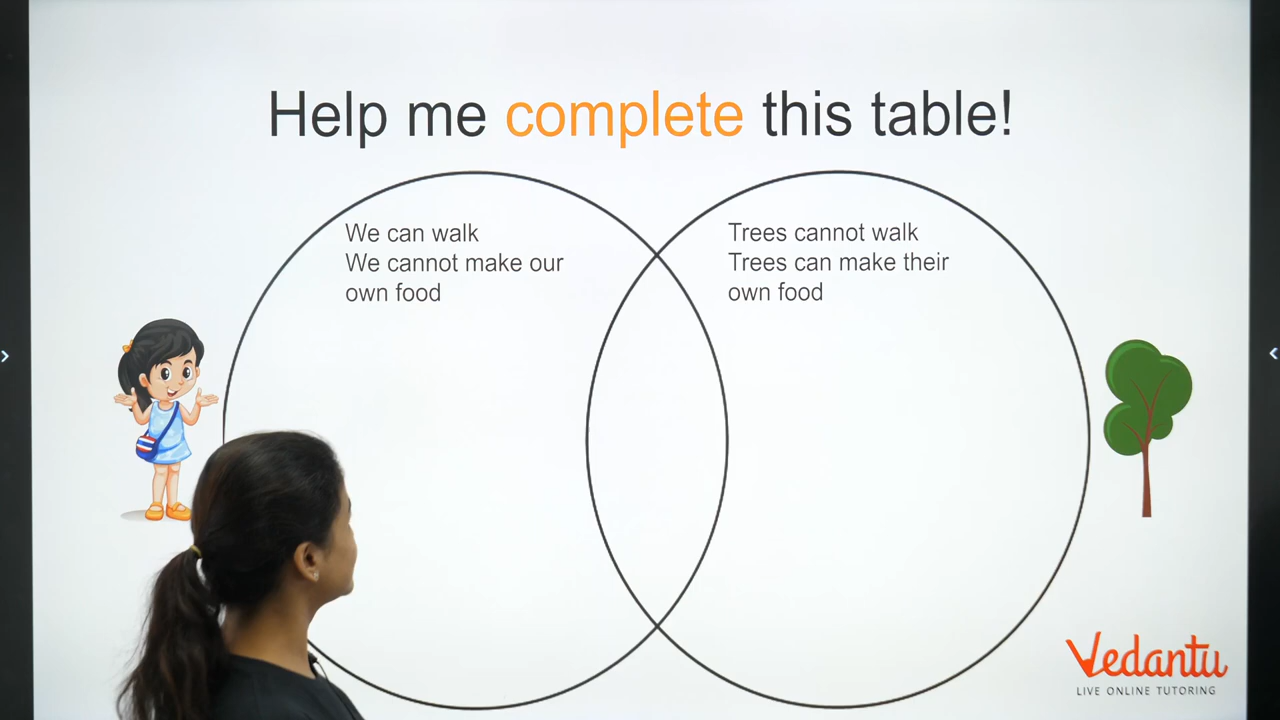 Help me complete this table!
We can walk
We cannot make our
own food
Trees cannot walk
Trees can make their
own food
Vedantu
LIVE ONLINE TUTORING